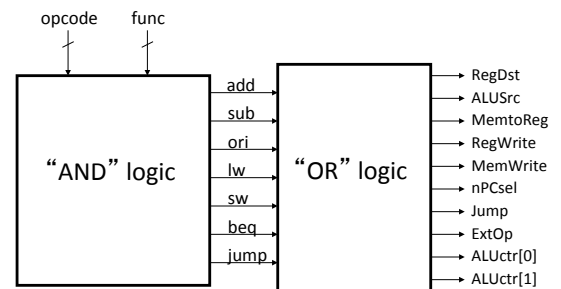 opcode func
"AND" logic
add
sub
ori
lw
sw
beq
jump
"OR" logic
RegDst
ALUSrc
MemtoReg
RegWrite
MemWrite
nPCsel
Jump
ExtOp
ALUctr[0]
ALUctr[1]